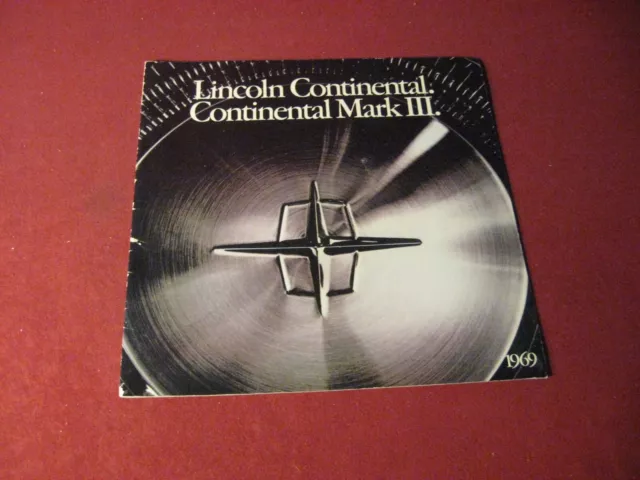 Lincoln Continental.
Continental Mark III.
1969